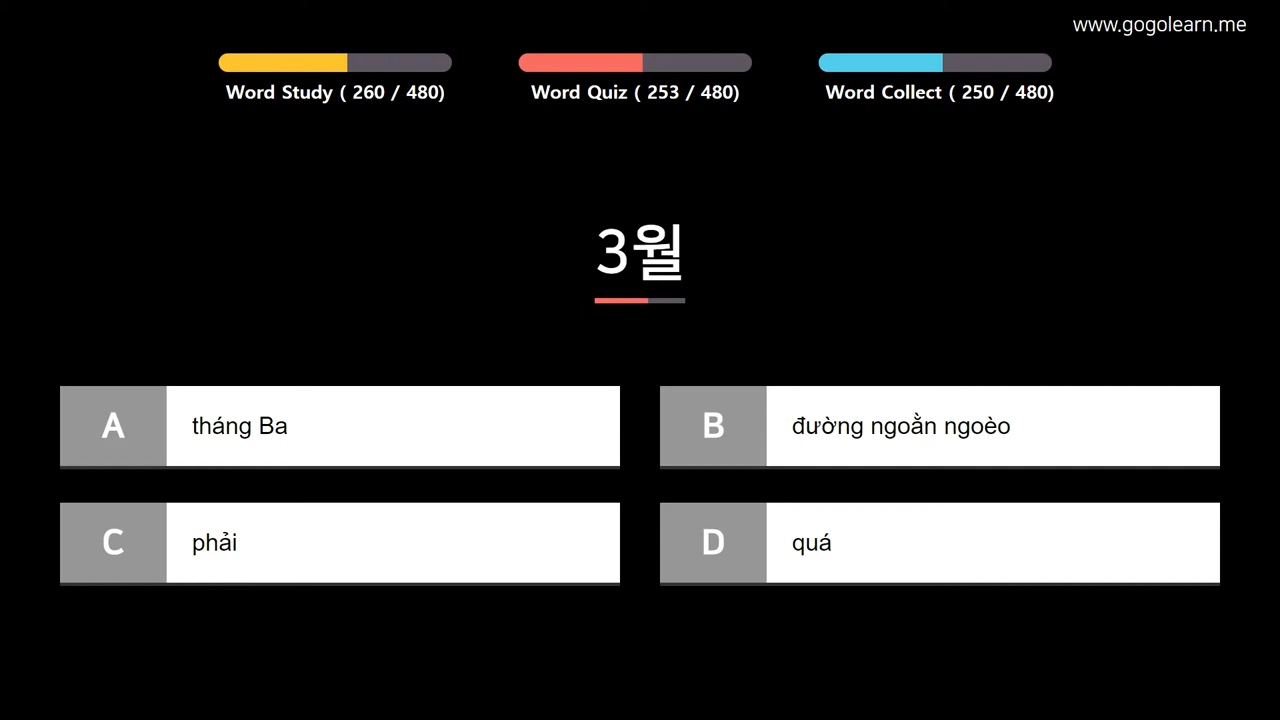 www.gogolearn.me
Word Study ( 260 / 480)
Word Quiz ( 253 / 480)
Word Collect ( 250 / 480)
3월
A
tháng Ba
B
đường ngoằn ngoèo
C
phải
D
quá